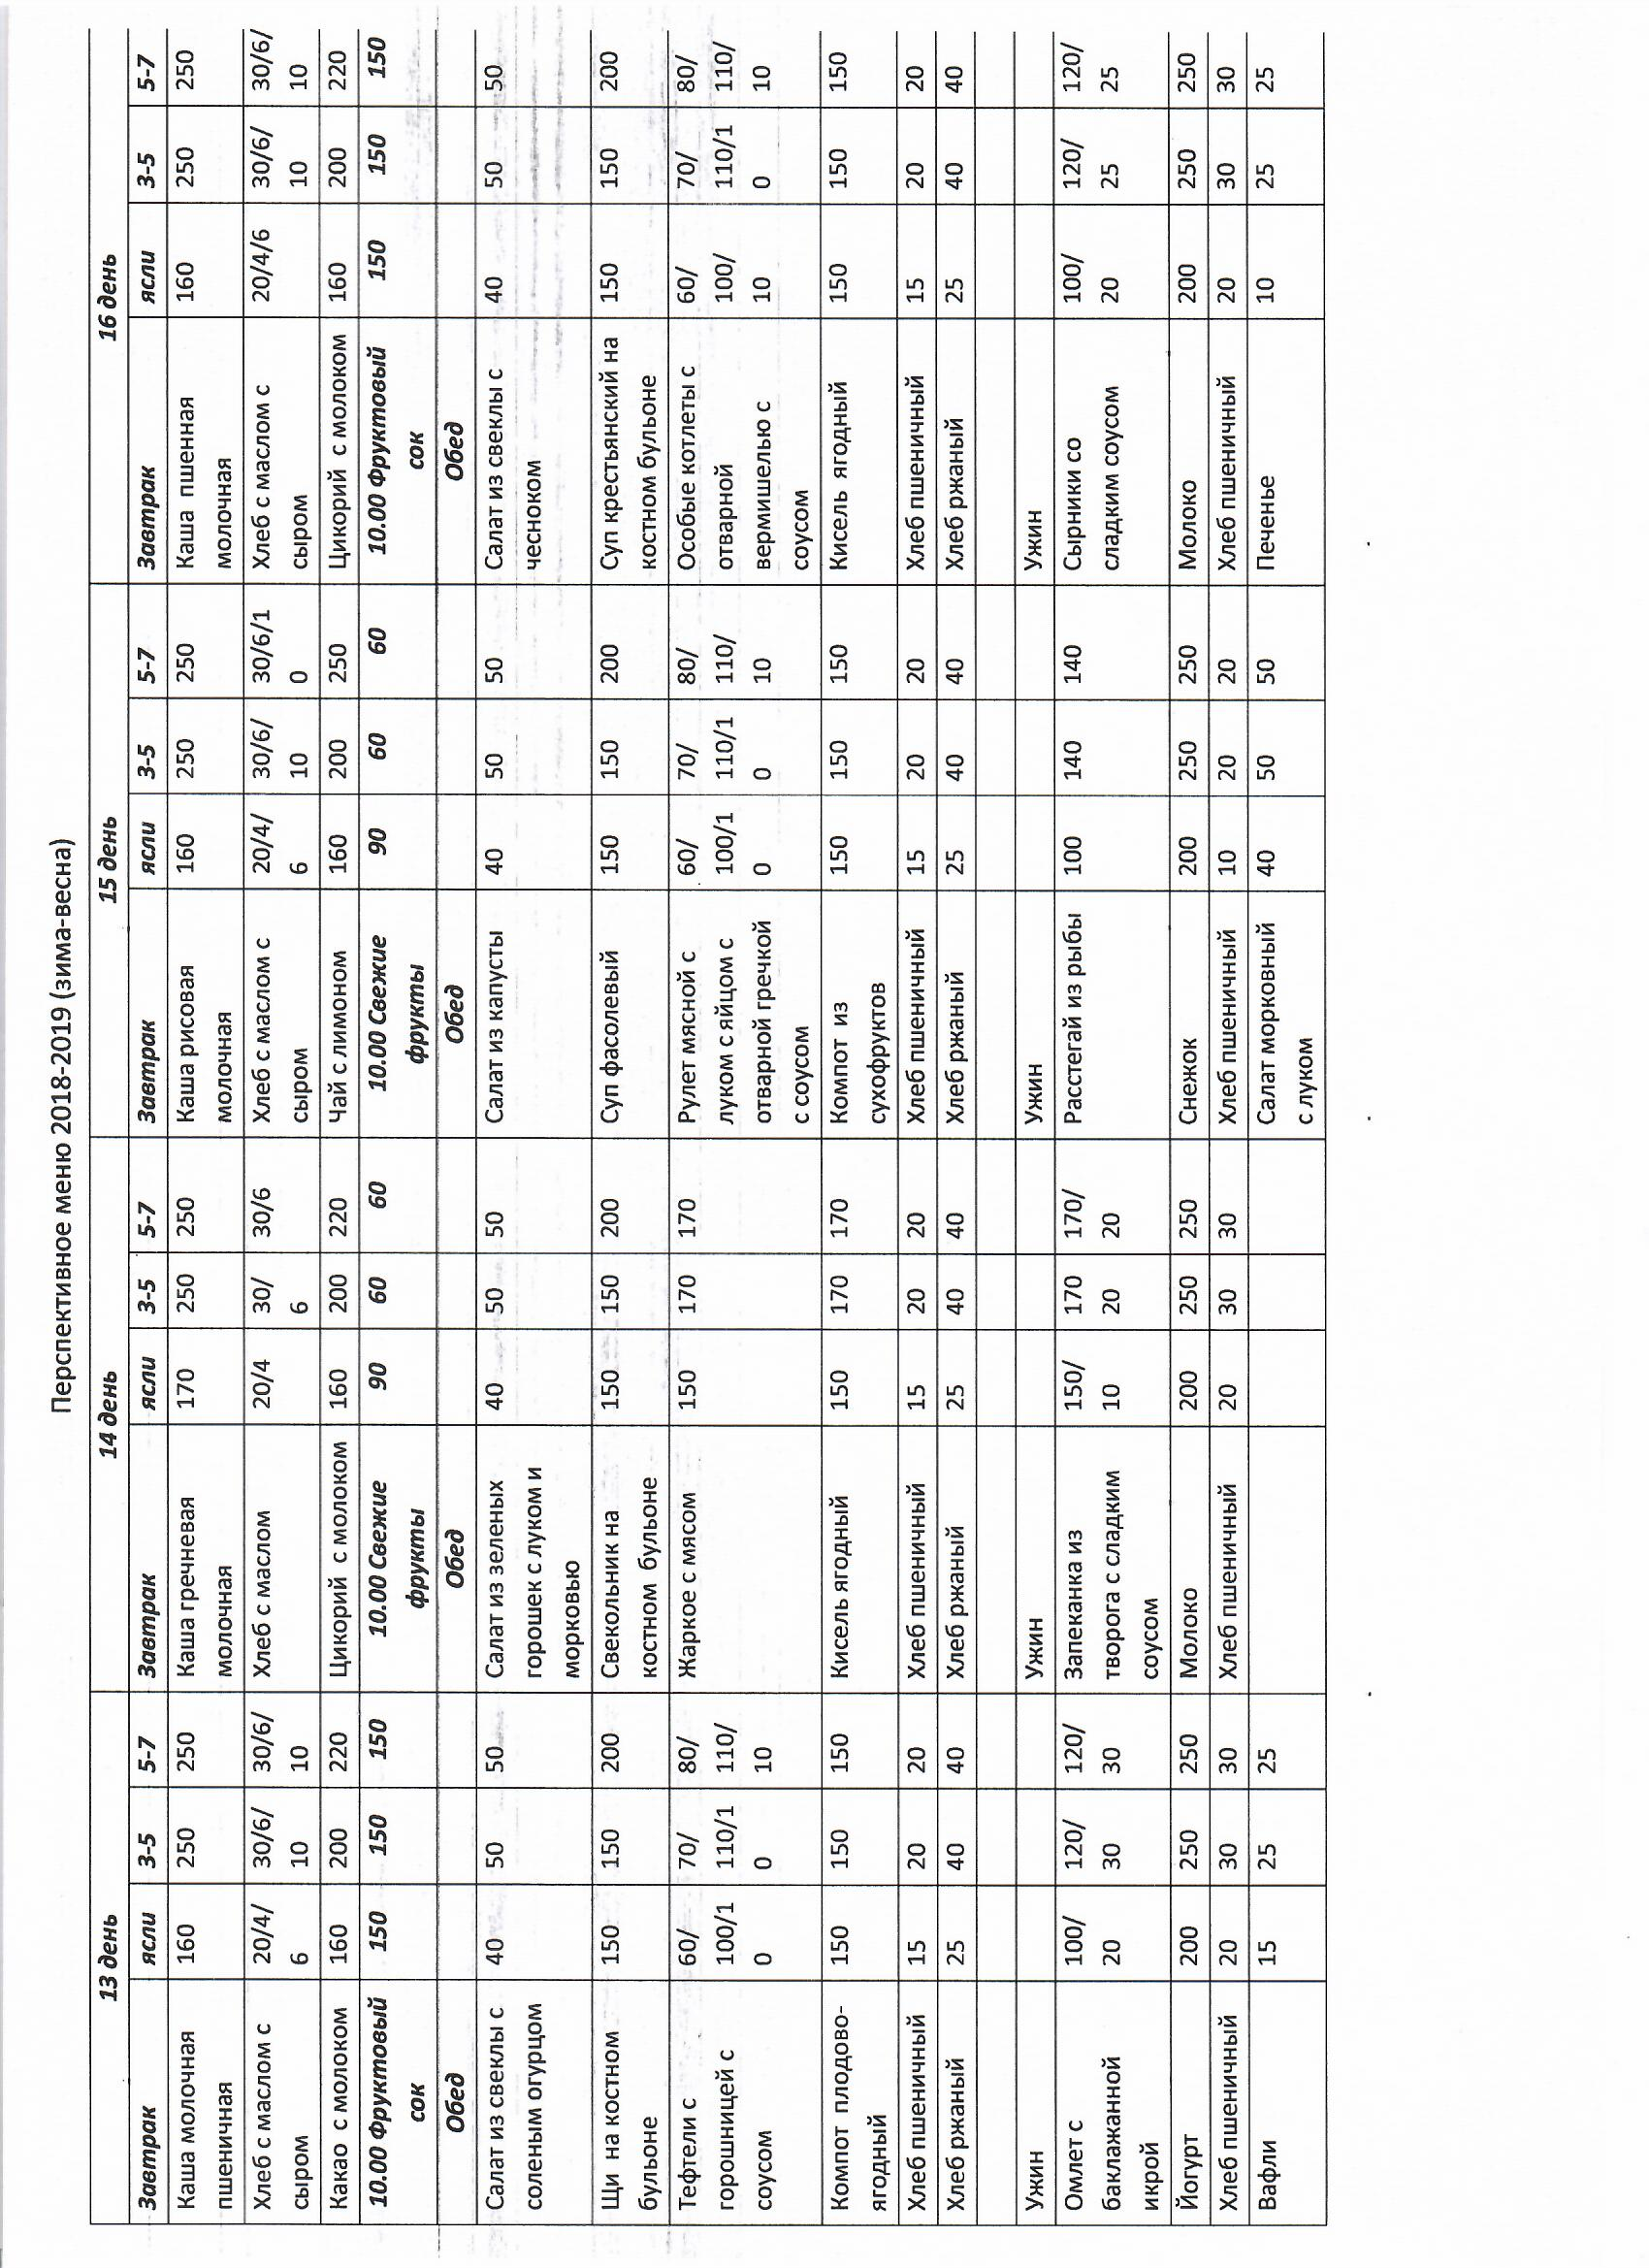 Перспективное меню 2018-2019 (зима-весна)
13 день 14 день 15 день 16 день
Завтрак ясли 3-5 5-7 Завтрак ясли 3-5 5-7 Завтрак ясли 3-5 5-7 Завтрак ясли 3-5 5-7
Каша молочная 160 250 250 Каша гречневая 170 250 250 Каша рисовая 160 250 250 Каша пшенная 160 250 250
пшеничная молочная молочная молочная
Хлеб с маслом с 20/4/ 30/6/ 30/6/ Хлеб с маслом 20/4 30/ 30/6 Хлеб с маслом с 20/4/ 30/6/ 30/6/1 Хлеб с маслом с 20/4/6 30/6/ 30/6/
сыром 6 10 10 6 сыром 6 10 0 сыром 10 10
Какао с молоком 160 200 220 Цикорий с молоком 160 200 220 Чай с лимоном 160 200 250 Цикорий с молоком 160 200 220
10.00 Фруктовый 150 150 150 10.00 Свежие 90 60 60 10.00 Свежие 90 60 60 10.00 Фруктовый 150 150 150
сок фрукты фрукты сок
Обед Обед Обед Обед
Салат из свеклы с 40 50 50 Салат из зеленых 40 50 50 Салат из капусты 40 50 50 Салат из свеклы с 40 50 50
соленым огурцом горошек с луком и чесноком
морковью
Щи на костном 150 150 200 Свекольник на 150 150 200 Суп фасолевый 150 150 200 Суп крестьянский на 150 150 200
бульоне костном бульоне костном бульоне
Тефтели с 60/ 70/ 80/ Жаркое с мясом 150 170 170 Рулет мясной с 60/ 70/ 80/ Особые котлеты с 60/ 70/ 80/
горошницей с 100/1 110/1 110/ луком с яйцом с 100/1 110/1 110/ отварной 100/ 110/1 110/
соусом 0 0 10 отварной гречкой 0 0 10 вермишелью с 10 0 10
с соусом соусом
Компот плодово- 150 150 150 Кисель ягодный 150 170 170 Компот из 150 150 150 Кисель ягодный 150 150 150
ягодный сухофруктов
Хлеб пшеничный 15 20 20 Хлеб пшеничный 15 20 20 Хлеб пшеничный 15 20 20 Хлеб пшеничный 15 20 20
Хлеб ржаный 25 40 40 Хлеб ржаный 25 40 40 Хлеб ржаный 25 40 40 Хлеб ржаный 25 40 40
Ужин Ужин Ужин Ужин
Омлет с 100/ 120/ 120/ Запеканка из 150/ 170 170/ Расстегай из рыбы 100 140 140 Сырники со 100/ 120/ 120/
баклажанной 20 30 30 творога с сладким 10 20 20 сладким соусом 20 25 25
икрой соусом
Йогурт 200 250 250 Молоко 200 250 250 Снежок 200 250 250 Молоко 200 250 250
Хлеб пшеничный 20 30 30 Хлеб пшеничный 20 30 30 Хлеб пшеничный 10 20 20 Хлеб пшеничный 20 30 30
Вафли 15 25 25 Салат морковный 40 50 50 Печенье 10 25 25
с луком